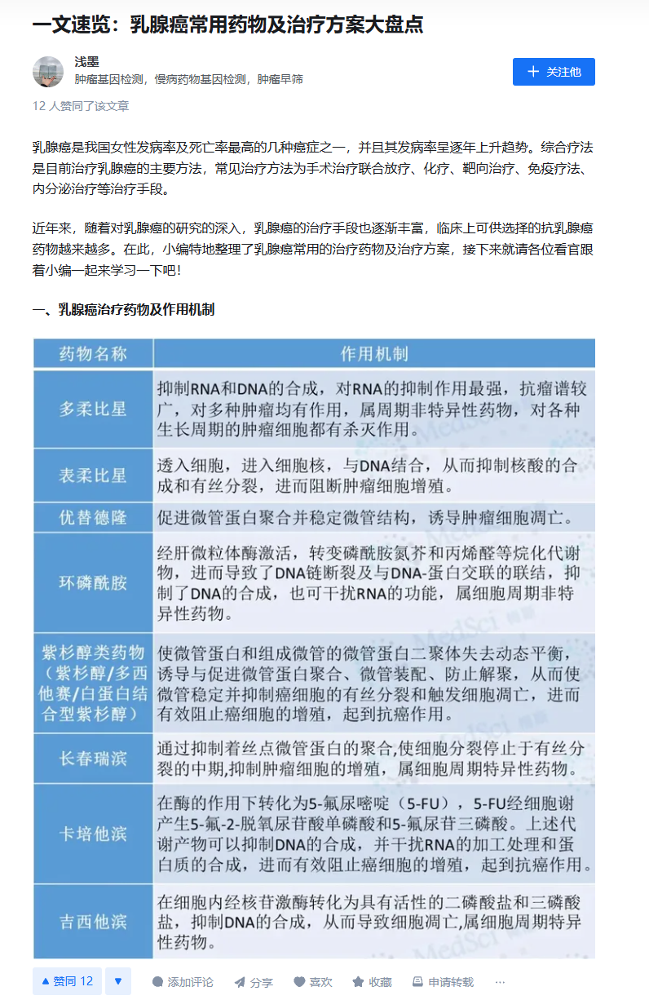 一文速览：乳腺癌常用药物及治疗方案大盘点
浅墨
肿瘤基因检测，慢病药物基因检测，肿瘤早筛
＋ 关注他
12 人赞同了该文章
乳腺癌是我国女性发病率及死亡率最高的几种癌症之一，并且其发病率呈逐年上升趋势。综合疗法
是目前治疗乳腺癌的主要方法，常见治疗方法为手术治疗联合放疗、化疗、靶向治疗、免疫疗法、
内分泌治疗等治疗手段。
近年来，随着对乳腺癌的研究的深入，乳腺癌的治疗手段也逐渐丰富，临床上可供选择的抗乳腺癌
药物越来越多。在此，小编特地整理了乳腺癌常用的治疗药物及治疗方案，接下来就请各位看官跟
着小编一起来学习一下吧！
一、乳腺癌治疗药物及作用机制
药物名称
作用机制
多柔比星
抑制RNA和DNA的合成，对RNA的抑制作用最强，抗瘤谱较
广，对多种肿瘤均有作用，属周期非特异性药物，对各种
生长周期的肿瘤细胞都有杀灭作用。
表柔比星
透入细胞，进入细胞核，与DNA结合，从而抑制核酸的合
成和有丝分裂，进而阻断肿瘤细胞增殖。
优替德隆
促进微管蛋白聚合并稳定微管结构，诱导肿瘤细胞凋亡。
环磷酰胺
经肝微粒体酶激活，转变磷酰胺氮芥和丙烯醛等烷化代谢
物，进而导致了DNA链断裂及与DNA-蛋白交联的联结，抑
制了DNA的合成，也可干扰RNA的功能，属细胞周期非特
异性药物。
紫杉醇类药物
（紫杉醇/多西
他赛/白蛋白结
合型紫杉醇）
使微管蛋白和组成微管的微管蛋白二聚体失去动态平衡，
诱导与促进微管蛋白聚合、微管装配、防止解聚，从而使
微管稳定并抑制癌细胞的有丝分裂和触发细胞凋亡，进而
有效阻止癌细胞的增殖，起到抗癌作用。
长春瑞滨
通过抑制着丝点微管蛋白的聚合,使细胞分裂停止于有丝分
裂的中期,抑制肿瘤细胞的增殖，属细胞周期特异性药物。
卡培他滨
在酶的作用下转化为5-氟尿嘧啶（5-FU），5-FU经细胞谢
产生5-氟-2-脱氧尿苷酸单磷酸和5-氟尿苷三磷酸。上述代
谢产物可以抑制DNA的合成，并干扰RNA的加工处理和蛋
白质的合成，进而有效阻止癌细胞的增殖，起到抗癌作用。
吉西他滨
在细胞内经核苷激酶转化为具有活性的二磷酸盐和三磷酸
盐，抑制DNA的合成，从而导致细胞凋亡,属细胞周期特异
性药物。
MedSci
▲ 赞同 12
▼
添加评论
分享
喜欢
收藏
申请转载
···